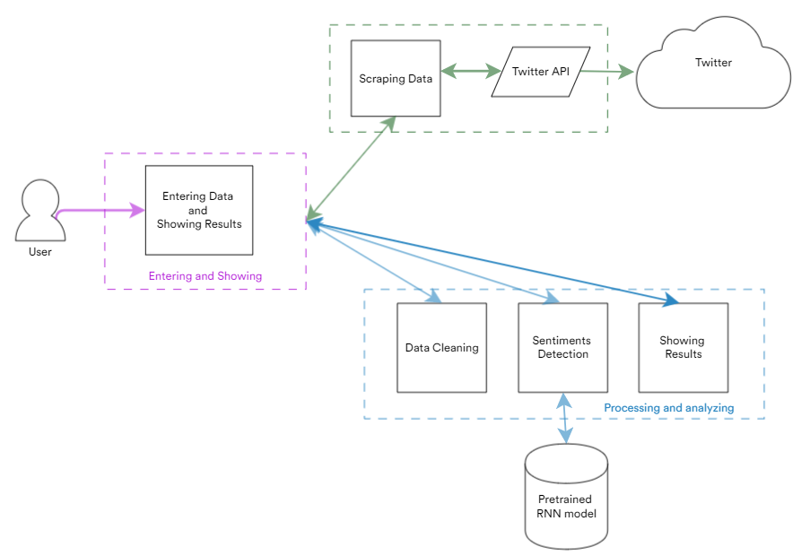 Scraping Data
Twitter API
Twitter
Entering Data
and
Showing Results
User
Entering and Showing
Data Cleaning
Sentiments
Detection
Showing
Results
Processing and analyzing
Pretrained
RNN model